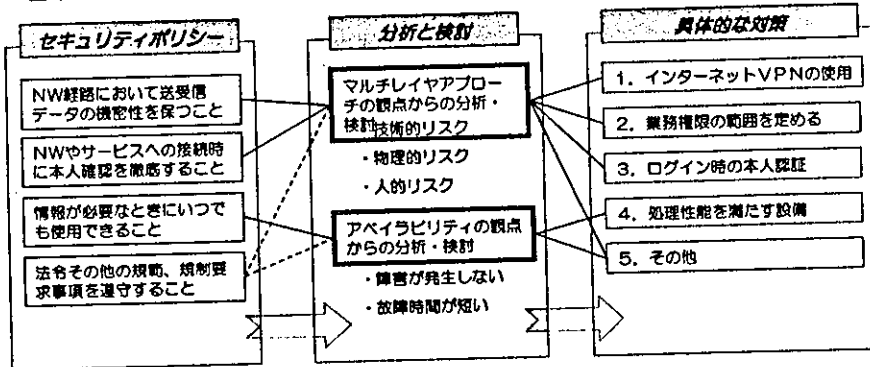 セキュリティポリシー
NW経路において送受信
データの機密性を保つこと
NWやサービスへの接続時
に本人確認を徹底すること
情報が必要なときにいつで
も使用できること
法令その他の規範、規制要
求事項を遵守すること
分析と検討
マルチレイヤアプロー
チの観点からの分析・
検討
・技術的リスク
・物理的リスク
・人的リスク
アベイラビリティの観点
からの分析・検討
・障害が発生しない
・故障時間が短い
具体的な対策
1. インターネットVPNの使用
2. 業務権限の範囲を定める
3. ログイン時の本人認証
4. 処理性能を満たす設備
5. その他